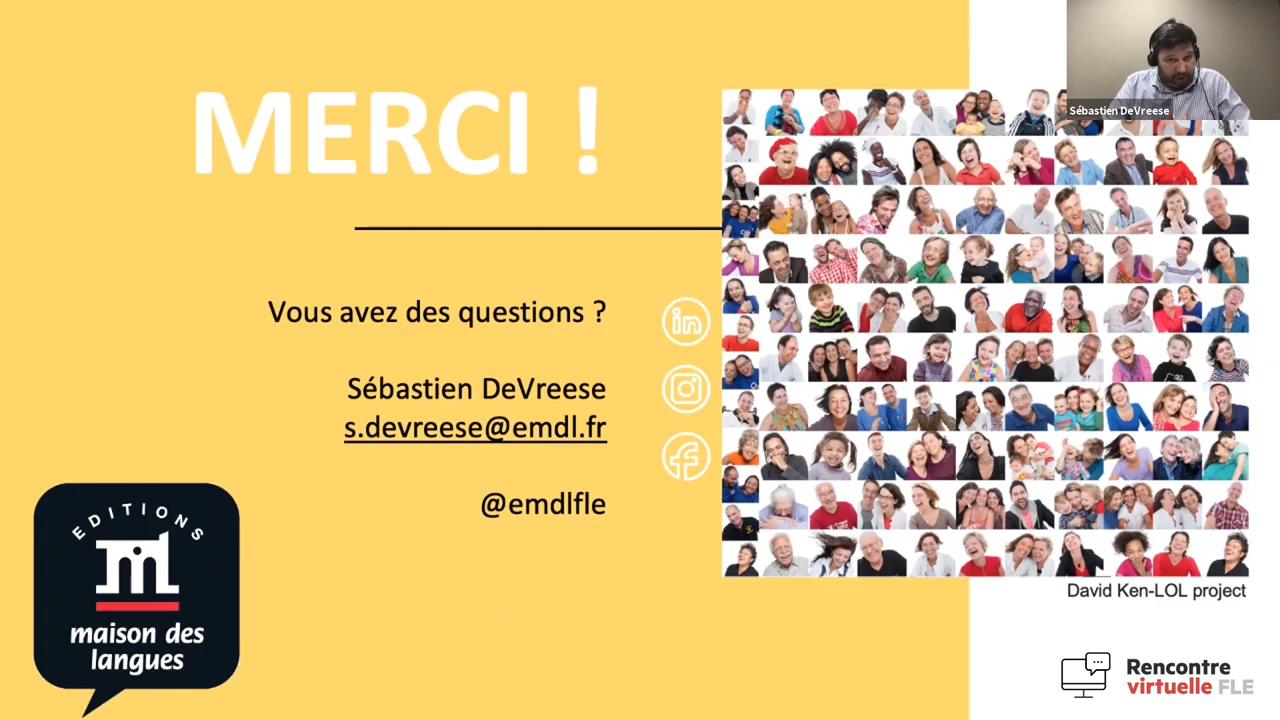 MERCI !
Vous avez des questions ?
Sébastien DeVreese
s.devreese@emdl.fr
@emdlfle
EDITIONS
maison des
langues
Sébastien DeVreese
David Ken-LOL project
Rencontre
virtuelle FLE